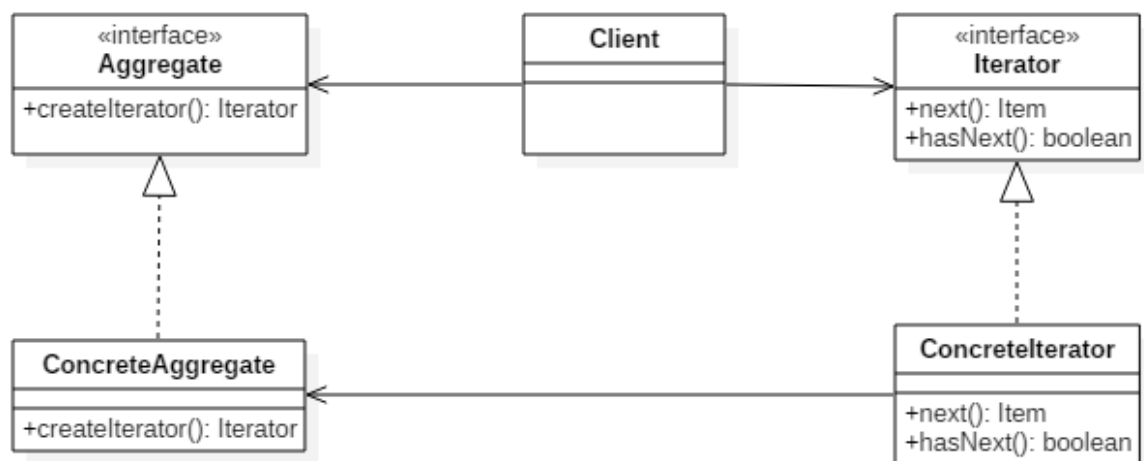 «interface»
Aggregate
+createIterator(): Iterator
Client
«interface»
Iterator
+next(): Item
+hasNext(): boolean
ConcreteAggregate
+createIterator(): Iterator
ConcreteIterator
+next(): Item
+hasNext(): boolean